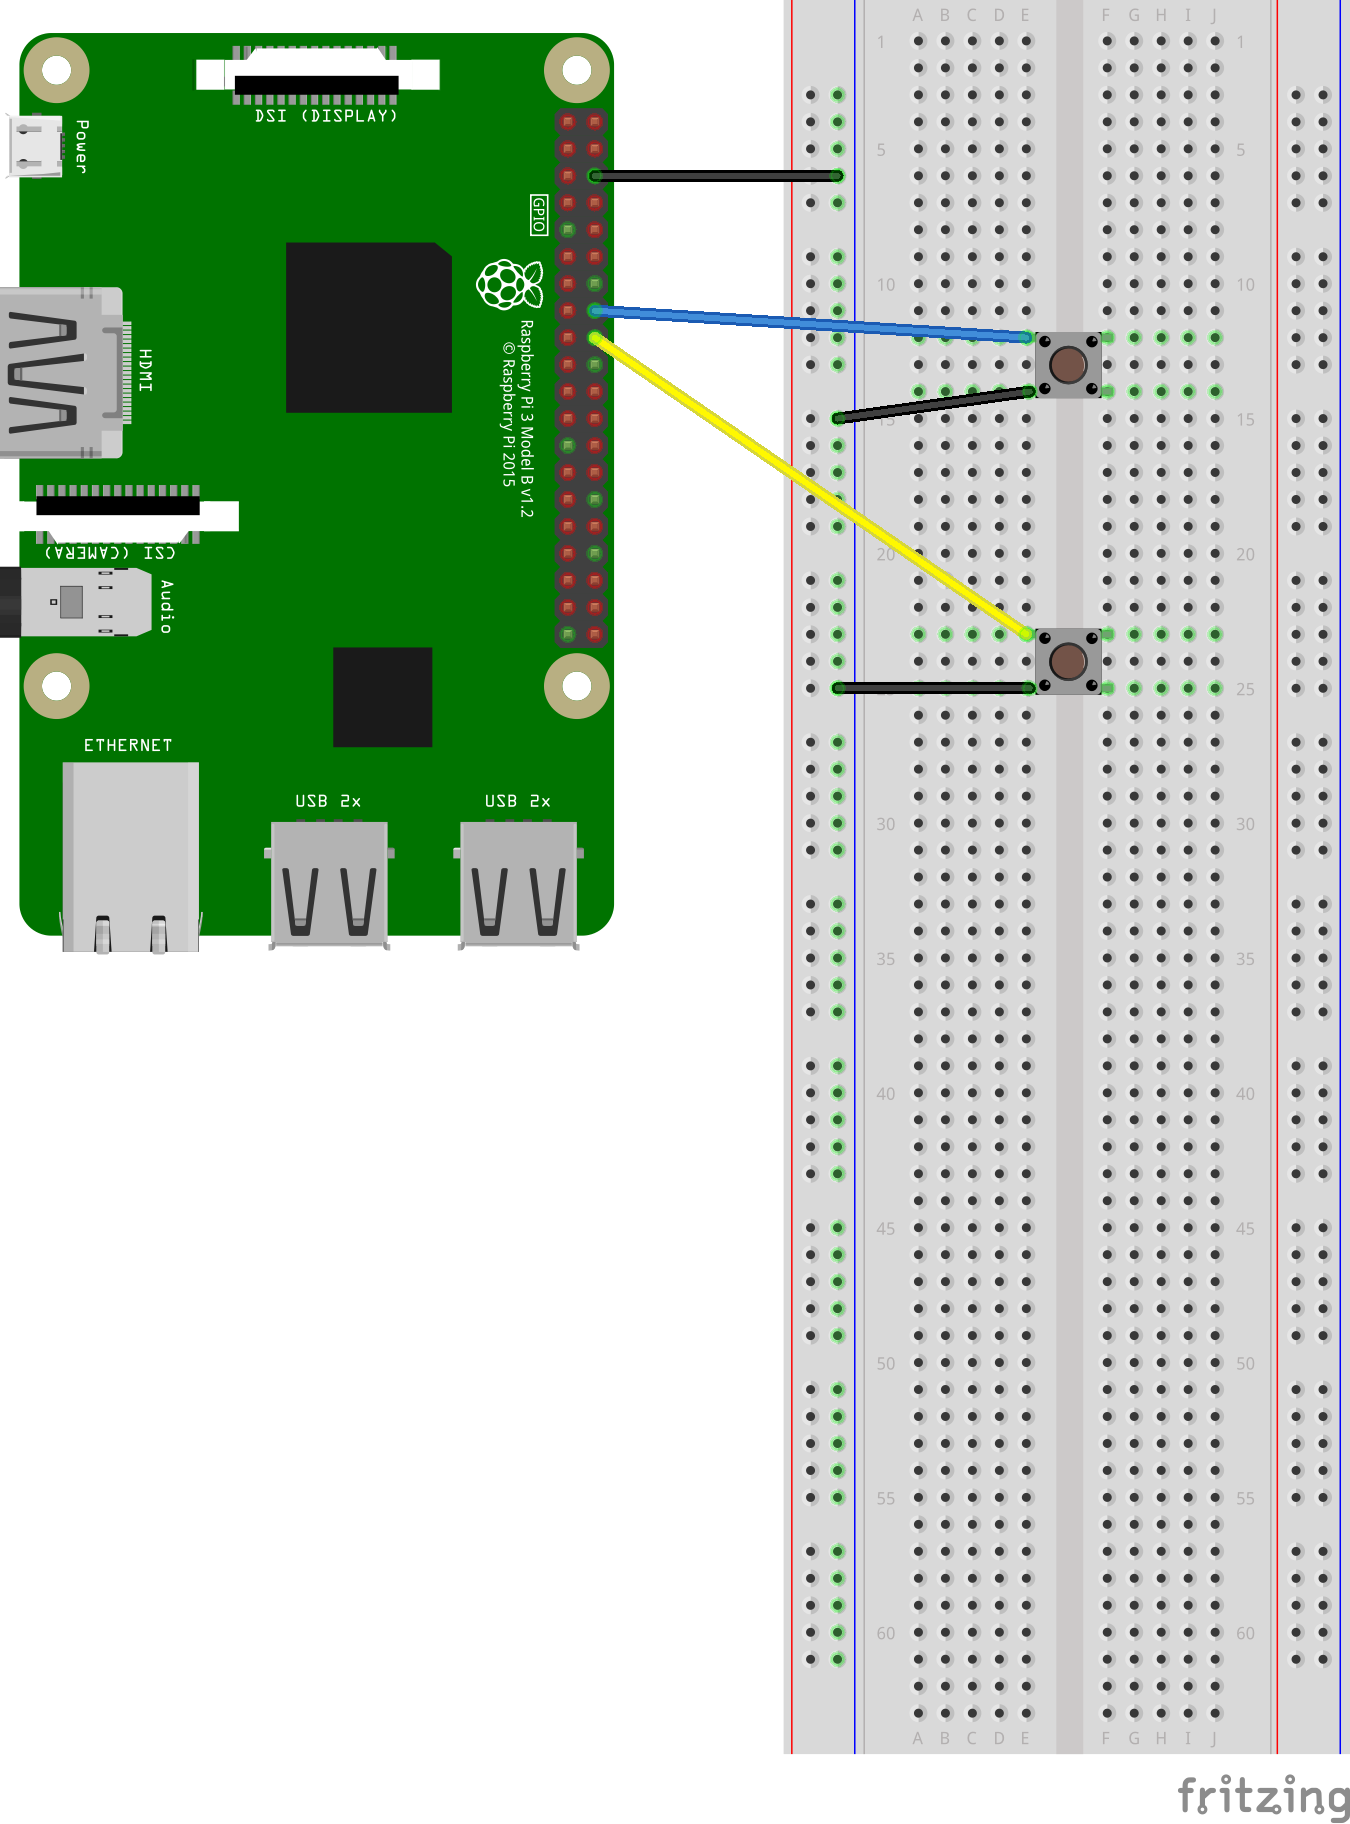 DSI (DISPLAY)
Power
GPIO
HDMI
Raspberry Pi 3 Model B v1.2
© Raspberry Pi 2015
CSI (CAMERA)
Audio
ETHERNET
USB 2x
USB 2x
A B C D E
F G H I J
1 1
5 5
10 10
15 15
20 20
25
30 30
35 35
40 40
45 45
50 50
55 55
60 60
A B C D E
F G H I J
fritzing